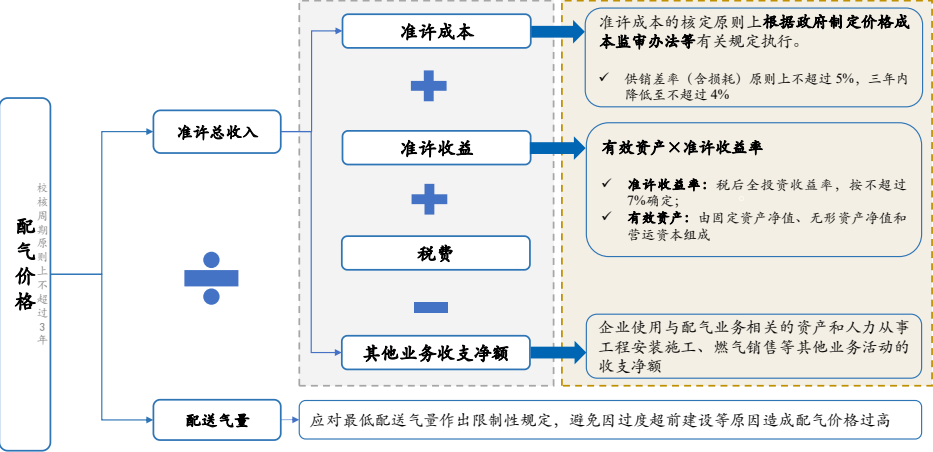 配气价格
校核周期原则上不超过3年
准许总收入
配送气量
准许成本
准许收益
税费
其他业务收支净额
准许成本的核定原则上根据政府制定价格成
本监审办法等有关规定执行。
✓ 供销差率（含损耗）原则上不超过 5%，三年内
降低至不超过 4%
有效资产×准许收益率
✓ 准许收益率：税后全投资收益率，按不超过
7%确定；
✓ 有效资产：由固定资产净值、无形资产净值和
营运资本组成
企业使用与配气业务相关的资产和人力从事
工程安装施工、燃气销售等其他业务活动的
收支净额
应对最低配送气量作出限制性规定，避免因过度超前建设等原因造成配气价格过高